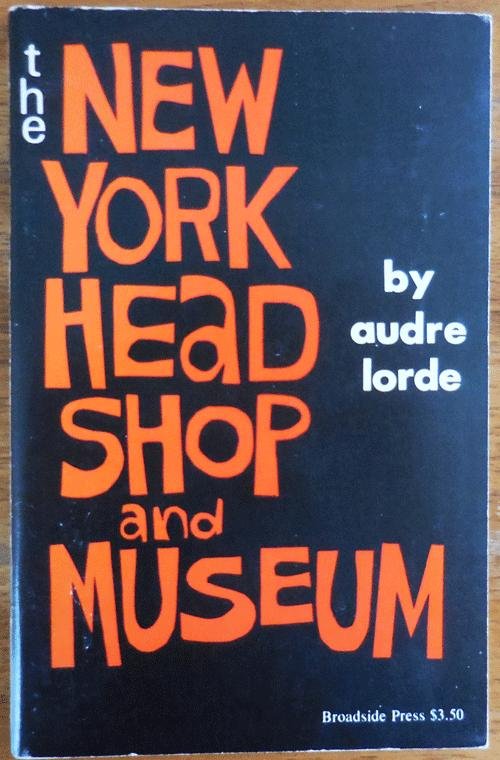 the
NEW
YORK
HEaD
SHOP
and
MUSEUM
by
audre
lorde
Broadside Press $3.50